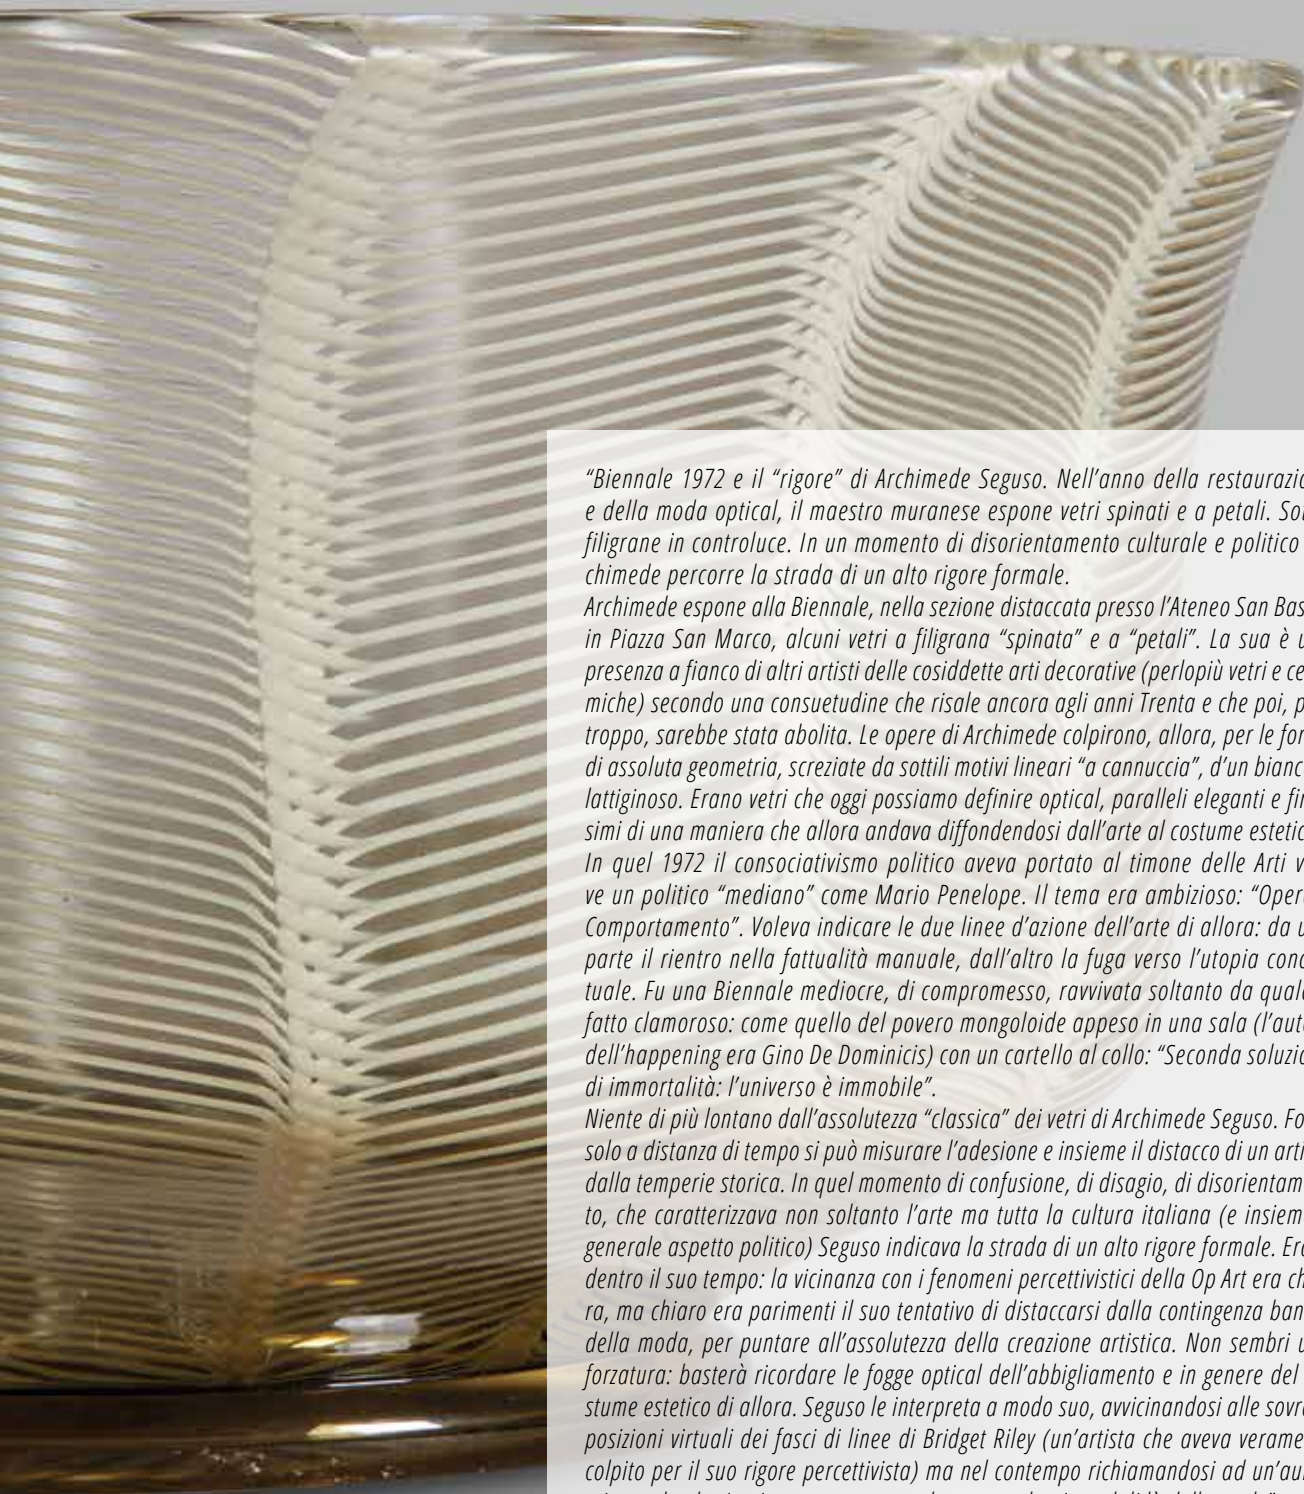 “Biennale 1972 e il “rigore” di Archimede Seguso. Nell’anno della restaurazio
e della moda optical, il maestro muranese espone vetri spinati e a petali. Sot
filigrane in controluce. In un momento di disorientamento culturale e politico
chimede percorre la strada di un alto rigore formale.
Archimede espone alla Biennale, nella sezione distaccata presso l’Ateneo San Bas
in Piazza San Marco, alcuni vetri a filigrana “spinata” e a “petali”. La sua è u
presenza a fianco di altri artisti delle cosiddette arti decorative (perlopiù vetri e ce
miche) secondo una consuetudine che risale ancora agli anni Trenta e che poi, p
troppo, sarebbe stata abolita. Le opere di Archimede colpirono, allora, per le for
di assoluta geometria, screziate da sottili motivi lineari “a cannuccia”, d’un bianc
lattiginoso. Erano vetri che oggi possiamo definire optical, paralleli eleganti e fin
simi di una maniera che allora andava diffondendosi dall’arte al costume estetic
In quel 1972 il consociativismo politico aveva portato al timone delle Arti v
ve un politico “mediano” come Mario Penelope. Il tema era ambizioso: “Oper
Comportamento”. Voleva indicare le due linee d’azione dell’arte di allora: da u
parte il rientro nella fattualità manuale, dall’altro la fuga verso l’utopia conc
tuale. Fu una Biennale mediocre, di compromesso, ravvivata soltanto da qualc
fatto clamoroso: come quello del povero mongoloide appeso in una sala (l’auto
dell’happening era Gino De Dominicis) con un cartello al collo: “Seconda soluzio
di immortalità: l’universo è immobile”.
Niente di più lontano dall’assolutezza “classica” dei vetri di Archimede Seguso. Fo
solo a distanza di tempo si può misurare l’adesione e insieme il distacco di un arti
dalla temperie storica. In quel momento di confusione, di disagio, di disorientam
to, che caratterizzava non soltanto l’arte ma tutta la cultura italiana (e insiem
generale aspetto politico) Seguso indicava la strada di un alto rigore formale. Era
dentro il suo tempo: la vicinanza con i fenomeni percettivistici della Op Art era ch
ra, ma chiaro era parimenti il suo tentativo di distaccarsi dalla contingenza ban
della moda, per puntare all’assolutezza della creazione artistica. Non sembri u
forzatura: basterà ricordare le fogge optical dell’abbigliamento e in genere del
stume estetico di allora. Seguso le interpreta a modo suo, avvicinandosi alle sovra
posizioni virtuali dei fasci di linee di Bridget Riley (un’artista che aveva verame
colpito per il suo rigore percettivista) ma nel contempo richiamandosi ad un’au